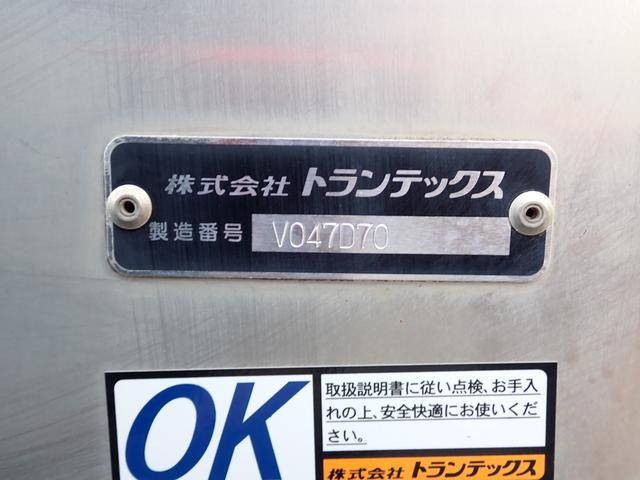 株式会社 トランテックス
製造番号 V047D70
OK
取扱説明書に従い点検、お手入
れの上、安全快適にお使いくだ
さい。
株式会社 トランテックス